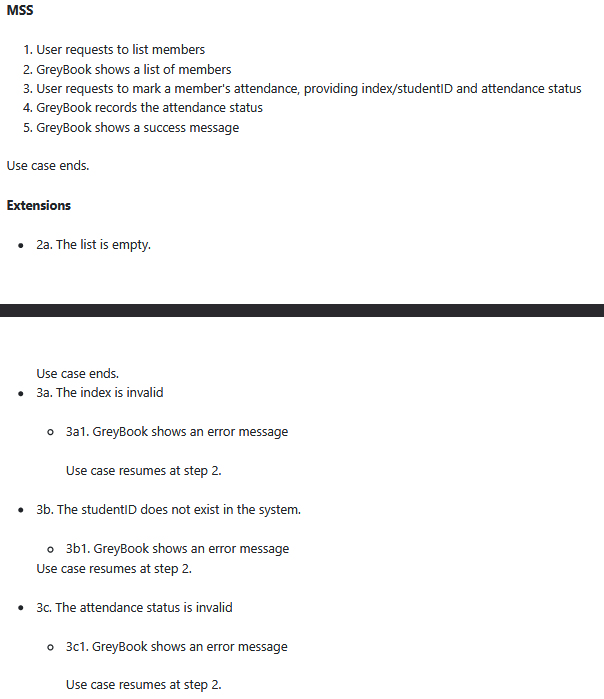 MSS
1. User requests to list members
2. GreyBook shows a list of members
3. User requests to mark a member's attendance, providing index/studentID and attendance status
4. GreyBook records the attendance status
5. GreyBook shows a success message
Use case ends.
Extensions
• 2a. The list is empty.
Use case ends.
• 3a. The index is invalid
○ 3a1. GreyBook shows an error message
Use case resumes at step 2.
• 3b. The studentID does not exist in the system.
○ 3b1. GreyBook shows an error message
Use case resumes at step 2.
• 3c. The attendance status is invalid
○ 3c1. GreyBook shows an error message
Use case resumes at step 2.